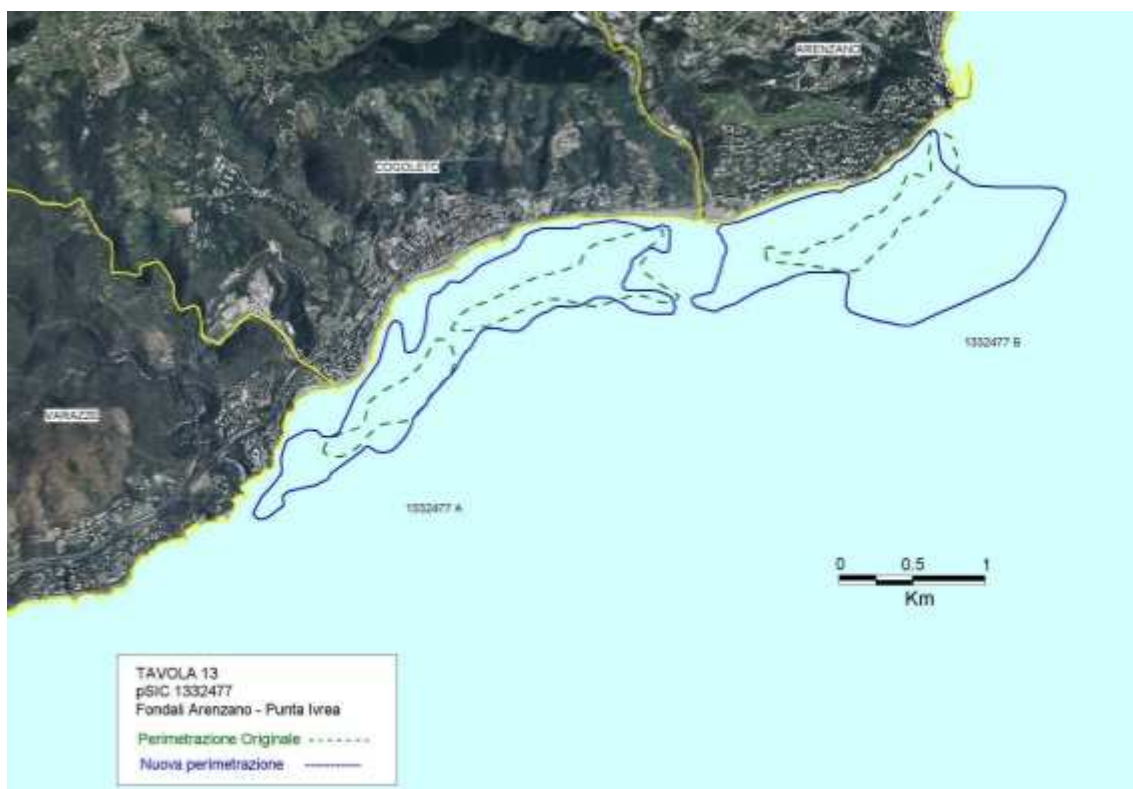 ARENZANO
COGOLETO
1332477 B
VARAZZE
1332477 A
0 0.5 1
Km
TAVOLA 13
pSIC 1332477
Fondali Arenzano - Punta Ivrea
Perimetrazione Originale
Nuova perimetrazione